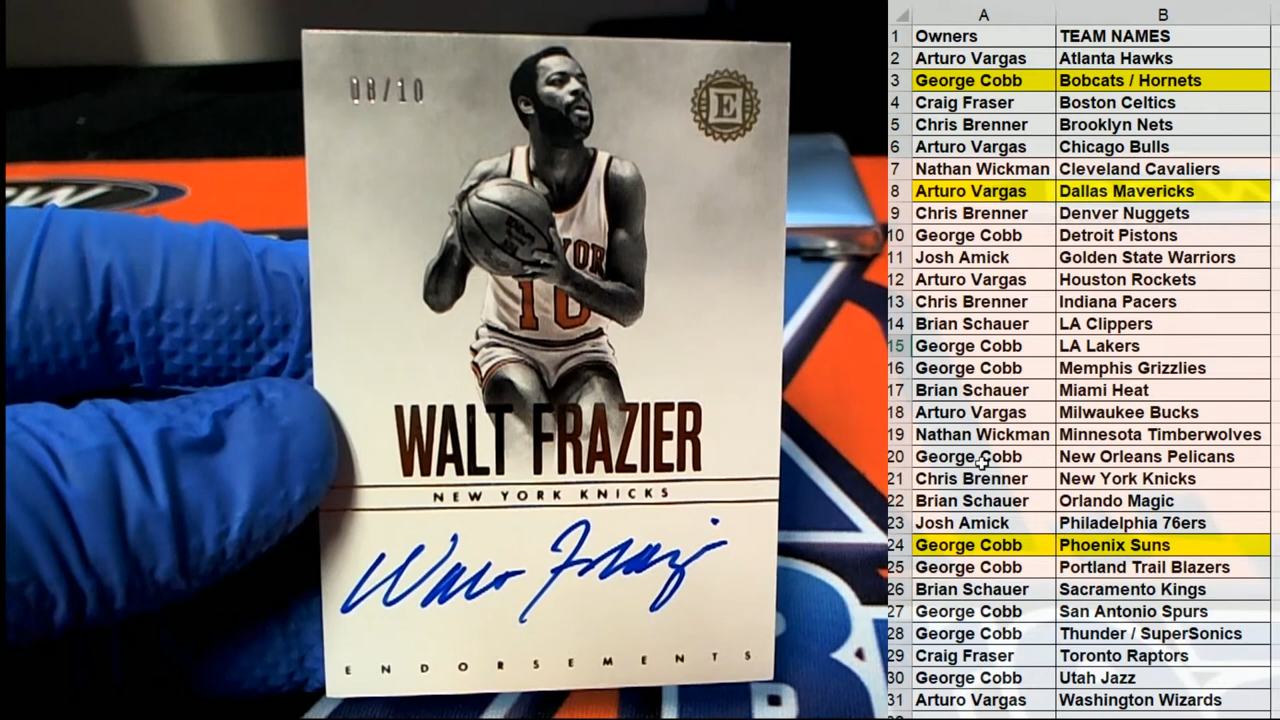 08/10
E
YOR
10
WALT FRAZIER
NEW YORK KNICKS
Walt Frazier
ENDORSEMENTS
A B
1 Owners TEAM NAMES
2 Arturo Vargas Atlanta Hawks
3 George Cobb Bobcats / Hornets
4 Craig Fraser Boston Celtics
5 Chris Brenner Brooklyn Nets
6 Arturo Vargas Chicago Bulls
7 Nathan Wickman Cleveland Cavaliers
8 Arturo Vargas Dallas Mavericks
9 Chris Brenner Denver Nuggets
10 George Cobb Detroit Pistons
11 Josh Amick Golden State Warriors
12 Arturo Vargas Houston Rockets
13 Chris Brenner Indiana Pacers
14 Brian Schauer LA Clippers
15 George Cobb LA Lakers
16 George Cobb Memphis Grizzlies
17 Brian Schauer Miami Heat
18 Arturo Vargas Milwaukee Bucks
19 Nathan Wickman Minnesota Timberwolves
20 George Cobb New Orleans Pelicans
21 Chris Brenner New York Knicks
22 Brian Schauer Orlando Magic
23 Josh Amick Philadelphia 76ers
24 George Cobb Phoenix Suns
25 George Cobb Portland Trail Blazers
26 Brian Schauer Sacramento Kings
27 George Cobb San Antonio Spurs
28 George Cobb Thunder / SuperSonics
29 Craig Fraser Toronto Raptors
30 George Cobb Utah Jazz
31 Arturo Vargas Washington Wizards